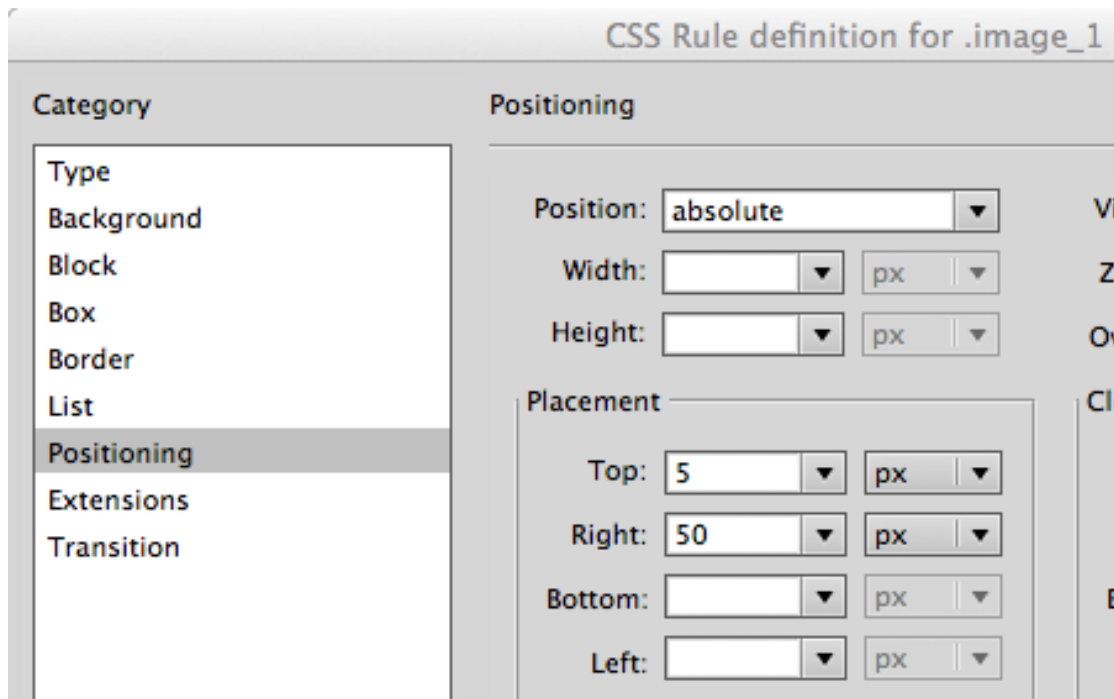 CSS Rule definition for .image_1
Category
Type
Background
Block
Box
Border
List
Positioning
Extensions
Transition
Positioning
Position: absolute
Width: px
Height: px
Placement
Top: 5 px
Right: 50 px
Bottom: px
Left: px